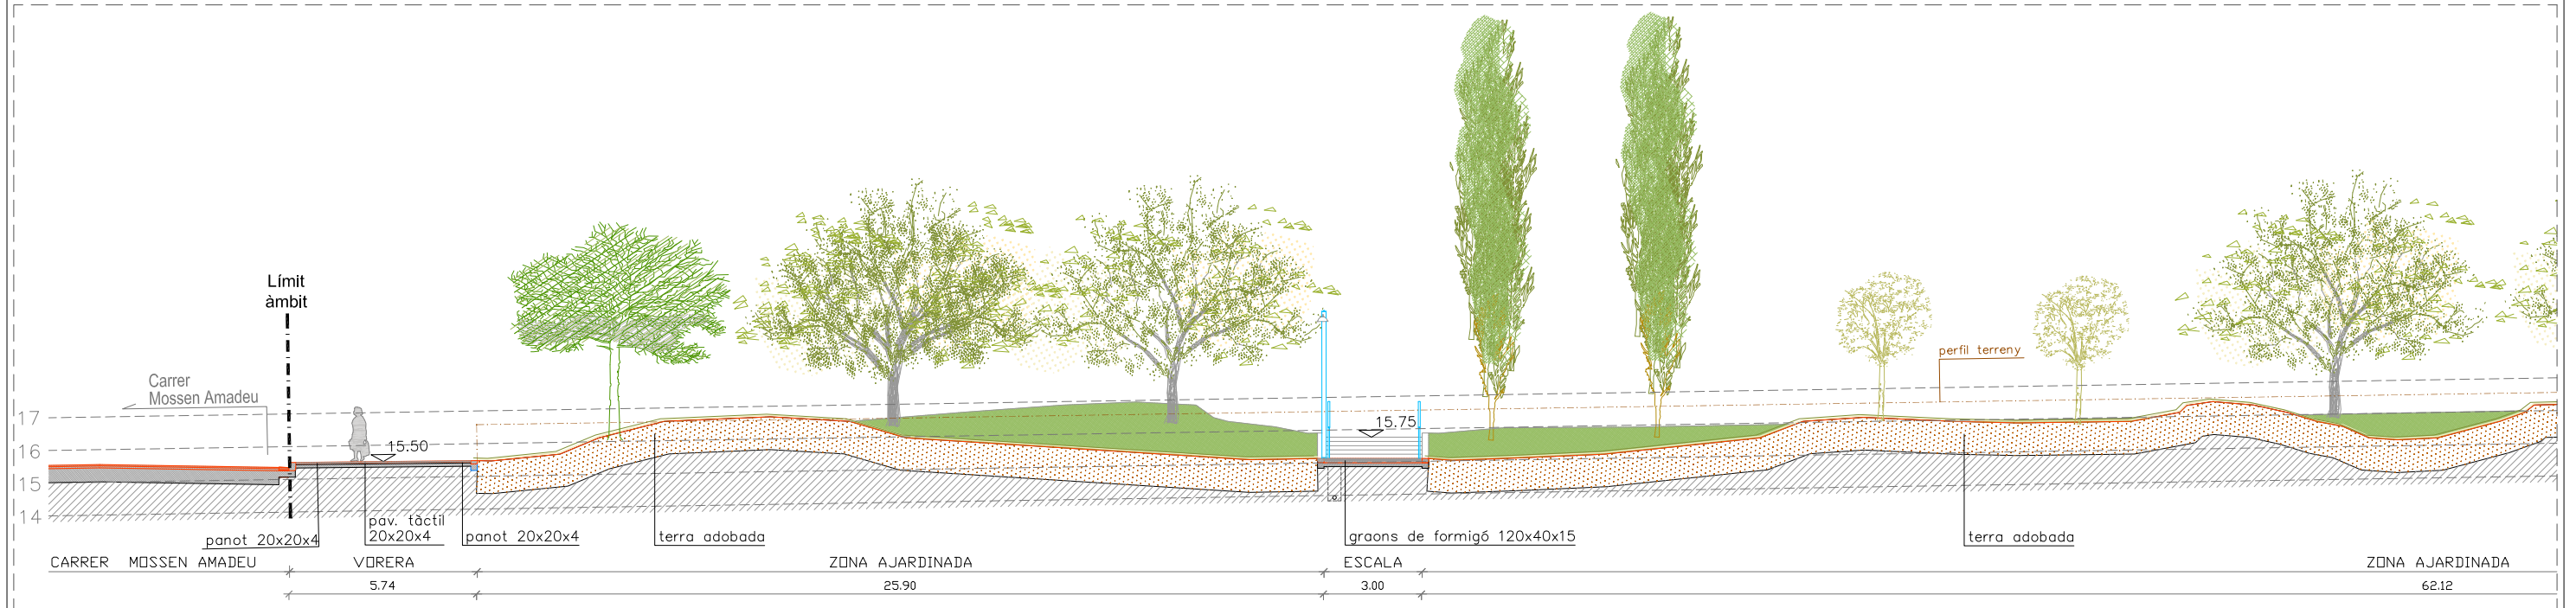 Límit
àmbit
perfil terreny
Carrer
Mossen Amadeu
17
16
15
14
15.50
15.75
panot 20x20x4
pav. tàctil
20x20x4
panot 20x20x4
terra adobada
graons de formigó 120x40x15
terra adobada
CARRER MOSSEN AMADEU
VORERA
ZONA AJARDINADA
ESCALA
ZONA AJARDINADA
5.74
25.90
3.00
62.12